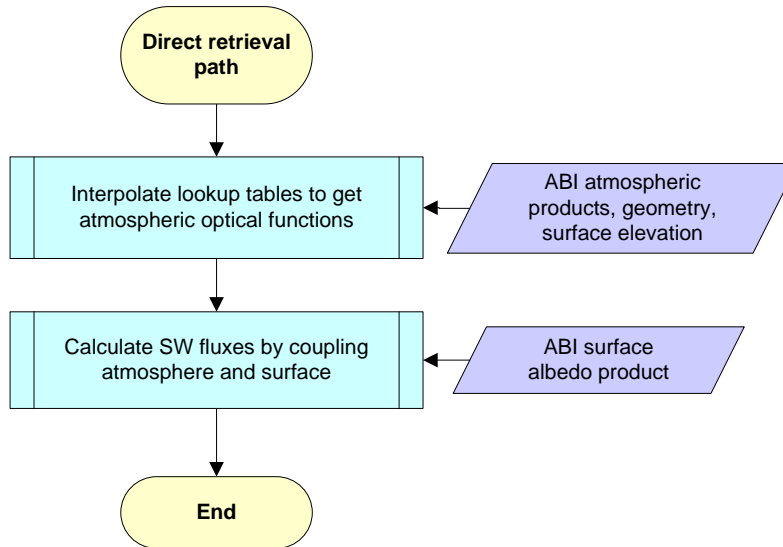 Direct retrieval
path
Interpolate lookup tables to get
atmospheric optical functions
ABI atmospheric
products, geometry,
surface elevation
Calculate SW fluxes by coupling
atmosphere and surface
ABI surface
albedo product
End